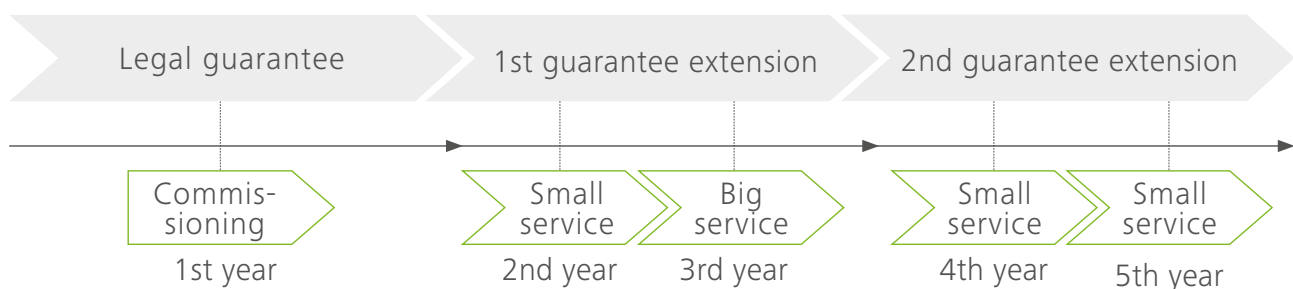 Legal guarantee
1st guarantee extension
2nd guarantee extension
Commis-
sioning
Small
service
Big
service
Small
service
Small
service
1st year
2nd year
3rd year
4th year
5th year